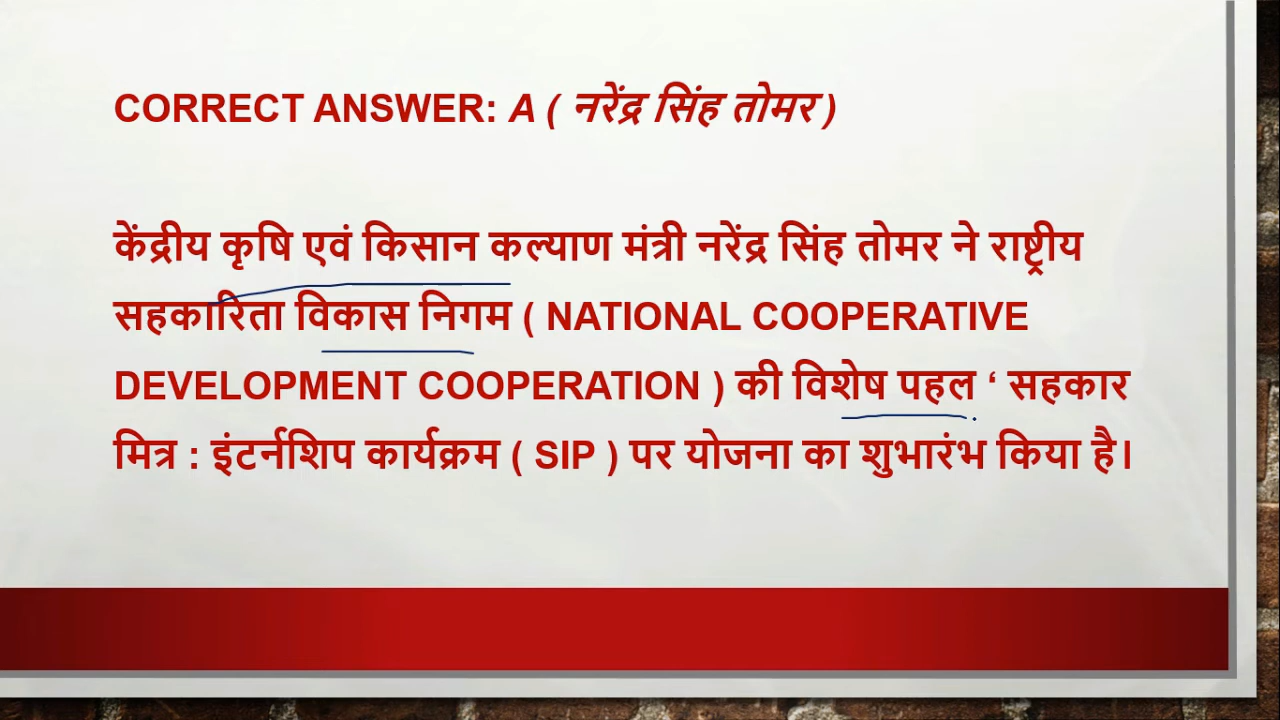 CORRECT ANSWER: A ( नरेंद्र सिंह तोमर )
केंद्रीय कृषि एवं किसान कल्याण मंत्री नरेंद्र सिंह तोमर ने राष्ट्रीय
सहकारिता विकास निगम ( NATIONAL COOPERATIVE
DEVELOPMENT COOPERATION ) की विशेष पहल ‘ सहकार
मित्र : इंटर्नशिप कार्यक्रम ( SIP ) पर योजना का शुभारंभ किया है।